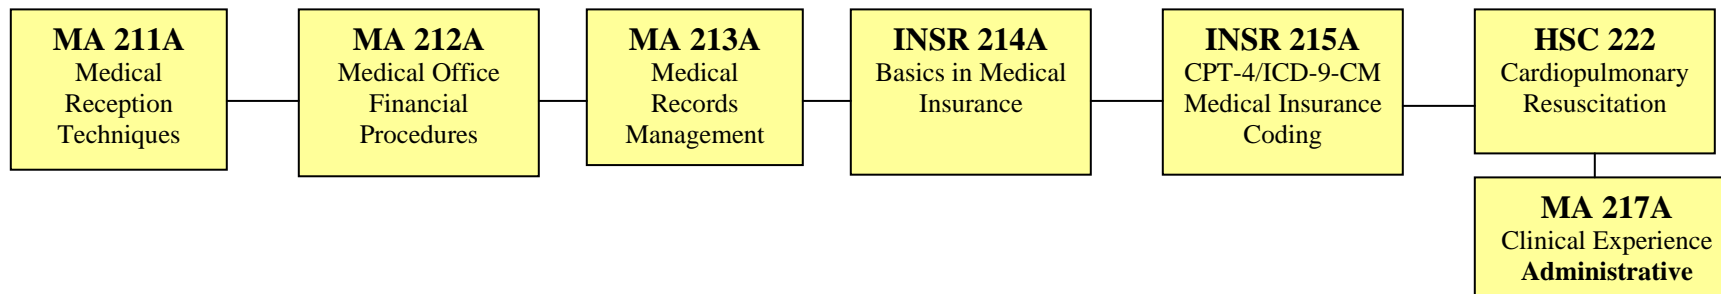 MA 211A
Medical
Reception
Techniques
MA 212A
Medical Office
Financial
Procedures
MA 213A
Medical
Records
Management
INSR 214A
Basics in Medical
Insurance
INSR 215A
CPT-4/ICD-9-CM
Medical Insurance
Coding
HSC 222
Cardiopulmonary
Resuscitation
MA 217A
Clinical Experience
Administrative